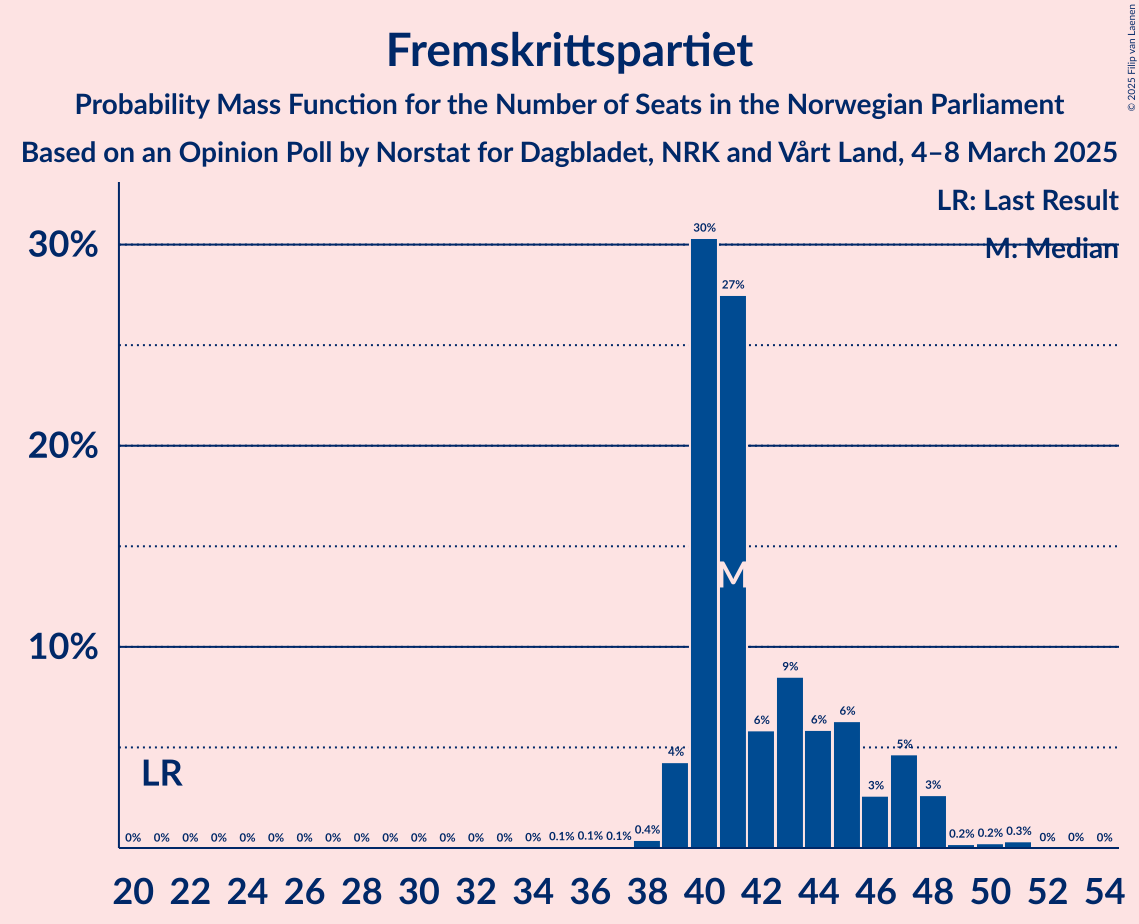 Fremskrittspartiet
Probability Mass Function for the Number of Seats in the Norwegian Parliament
Based on an Opinion Poll by Norstat for Dagbladet, NRK and Vårt Land, 4–8 March 2025
© 2025 Filip van Laenen
LR: Last Result
M: Median
30%
20%
10%
30%
27%
M
9%
6% 6% 6%
4% 5%
3% 3%
LR
0% 0% 0% 0% 0% 0% 0% 0% 0% 0% 0% 0% 0% 0% 0% 0.1% 0.1% 0.1% 0.4% 0.2% 0.2% 0.3% 0% 0% 0%
20 22 24 26 28 30 32 34 36 38 40 42 44 46 48 50 52 54